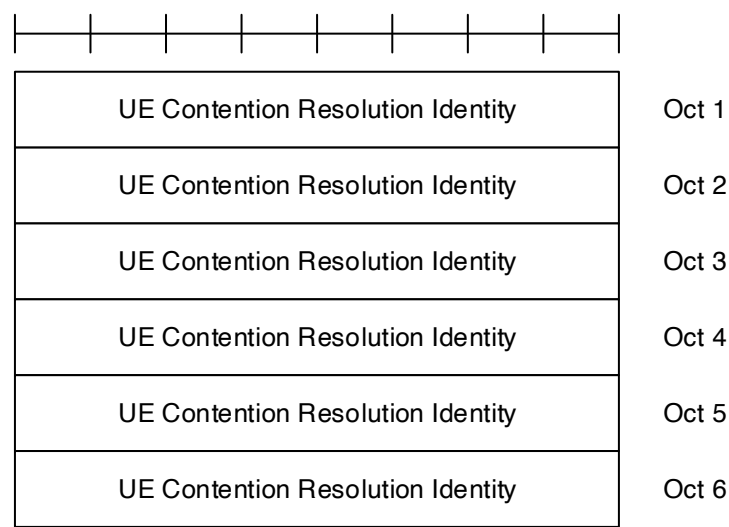 UE Contention Resolution Identity Oct 1
UE Contention Resolution Identity Oct 2
UE Contention Resolution Identity Oct 3
UE Contention Resolution Identity Oct 4
UE Contention Resolution Identity Oct 5
UE Contention Resolution Identity Oct 6